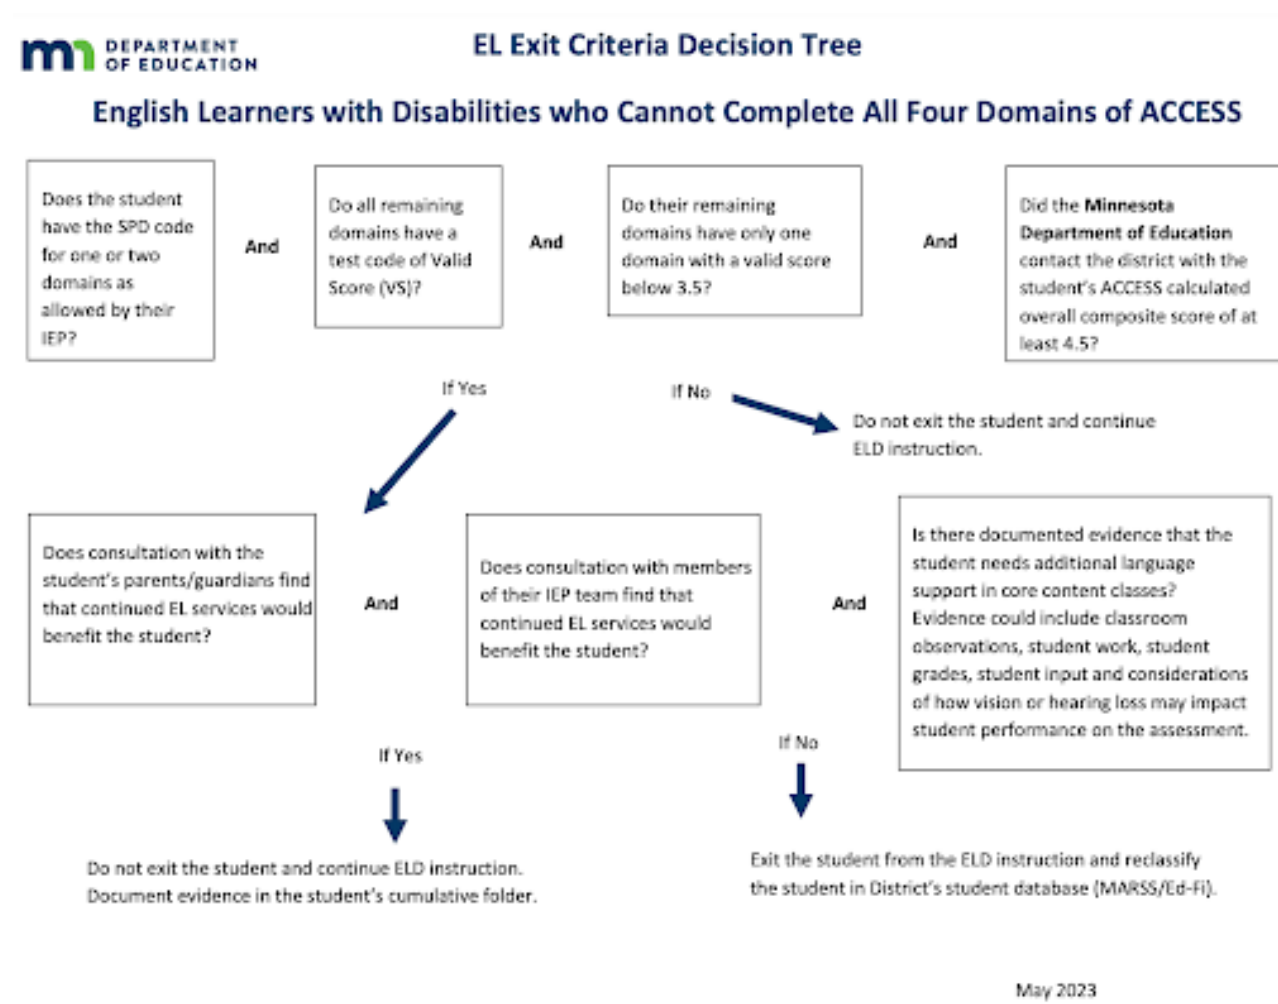 mn DEPARTMENT
OF EDUCATION
EL Exit Criteria Decision Tree
English Learners with Disabilities who Cannot Complete All Four Domains of ACCESS
Does the student
have the SPD code
for one or two
domains as
allowed by their
IEP?
And
Do all remaining
domains have a
test code of Valid
Score (VS)?
And
Do their remaining
domains have only one
domain with a valid score
below 3.5?
And
Did the Minnesota
Department of Education
contact the district with the
student's ACCESS calculated
overall composite score of at
least 4.5?
If Yes
If No
Do not exit the student and continue
ELD instruction.
Does consultation with the
student's parents/guardians find
that continued EL services would
benefit the student?
And
Does consultation with members
of their IEP team find that
continued EL services would
benefit the student?
And
Is there documented evidence that the
student needs additional language
support in core content classes?
Evidence could include classroom
observations, student work, student
grades, student input and considerations
of how vision or hearing loss may impact
student performance on the assessment.
If Yes
If No
Do not exit the student and continue ELD instruction.
Document evidence in the student's cumulative folder.
Exit the student from the ELD instruction and reclassify
the student in District's student database (MARSS/Ed-Fi).
May 2023